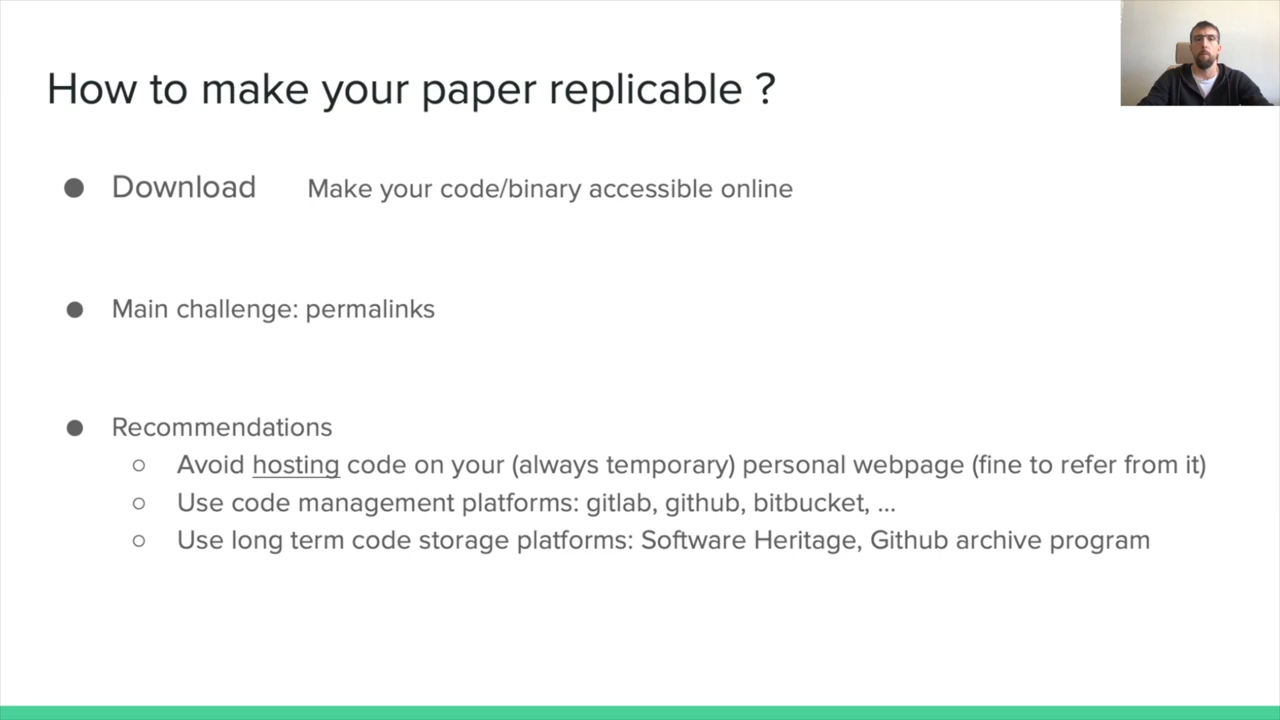 How to make your paper replicable ?
● Download Make your code/binary accessible online
● Main challenge: permalinks
● Recommendations
○ Avoid hosting code on your (always temporary) personal webpage (fine to refer from it)
○ Use code management platforms: gitlab, github, bitbucket, ...
○ Use long term code storage platforms: Software Heritage, Github archive program